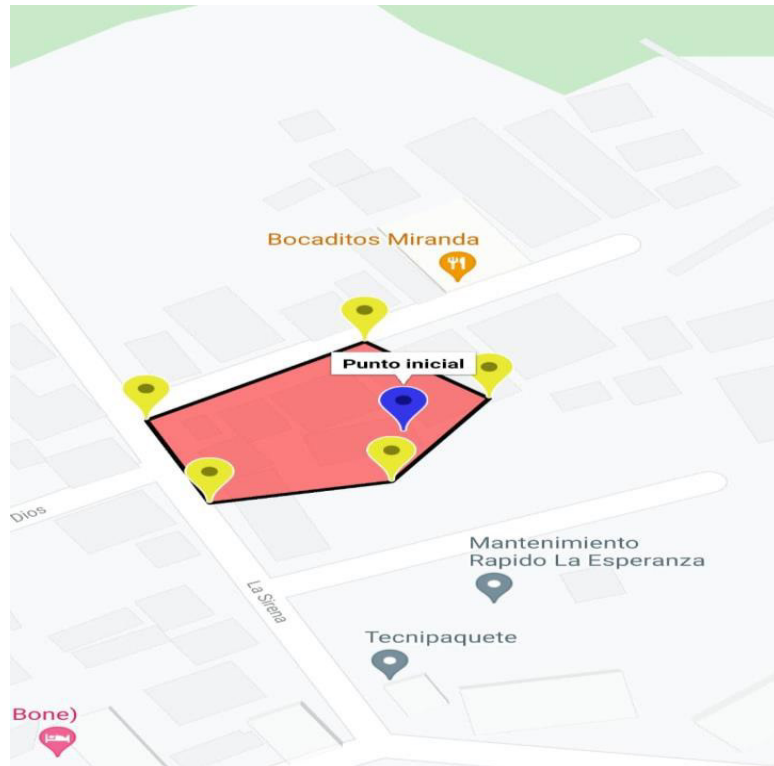 Bocaditos Miranda
Punto inicial
Dios
Mantenimiento
Rapido La Esperanza
La Sirena
Tecnipaquete
Bone)